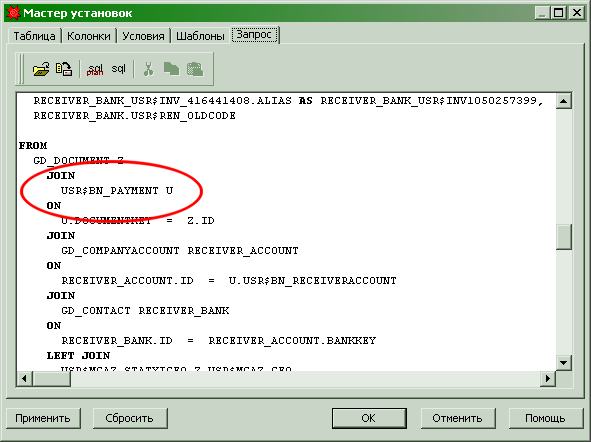 Мастер установок
Таблица Колонки Условия Шаблоны Запрос
sql plan sql
RECEIVER_BANK_USR$INV_416441408.ALIAS AS RECEIVER_BANK_USR$INV1050257399,
RECEIVER_BANK.USR$REN_OLDCODE
FROM
GD_DOCUMENT Z
JOIN
USR$BN_PAYMENT U
ON
U.DOCUMENTKEY = Z.ID
JOIN
GD_COMPANYACCOUNT RECEIVER_ACCOUNT
ON
RECEIVER_ACCOUNT.ID = U.USR$BN_RECEIVERACCOUNT
JOIN
GD_CONTACT RECEIVER_BANK
ON
RECEIVER_BANK.ID = RECEIVER_ACCOUNT.BANKKEY
LEFT JOIN
Применить Сбросить OK Отменить Помощь